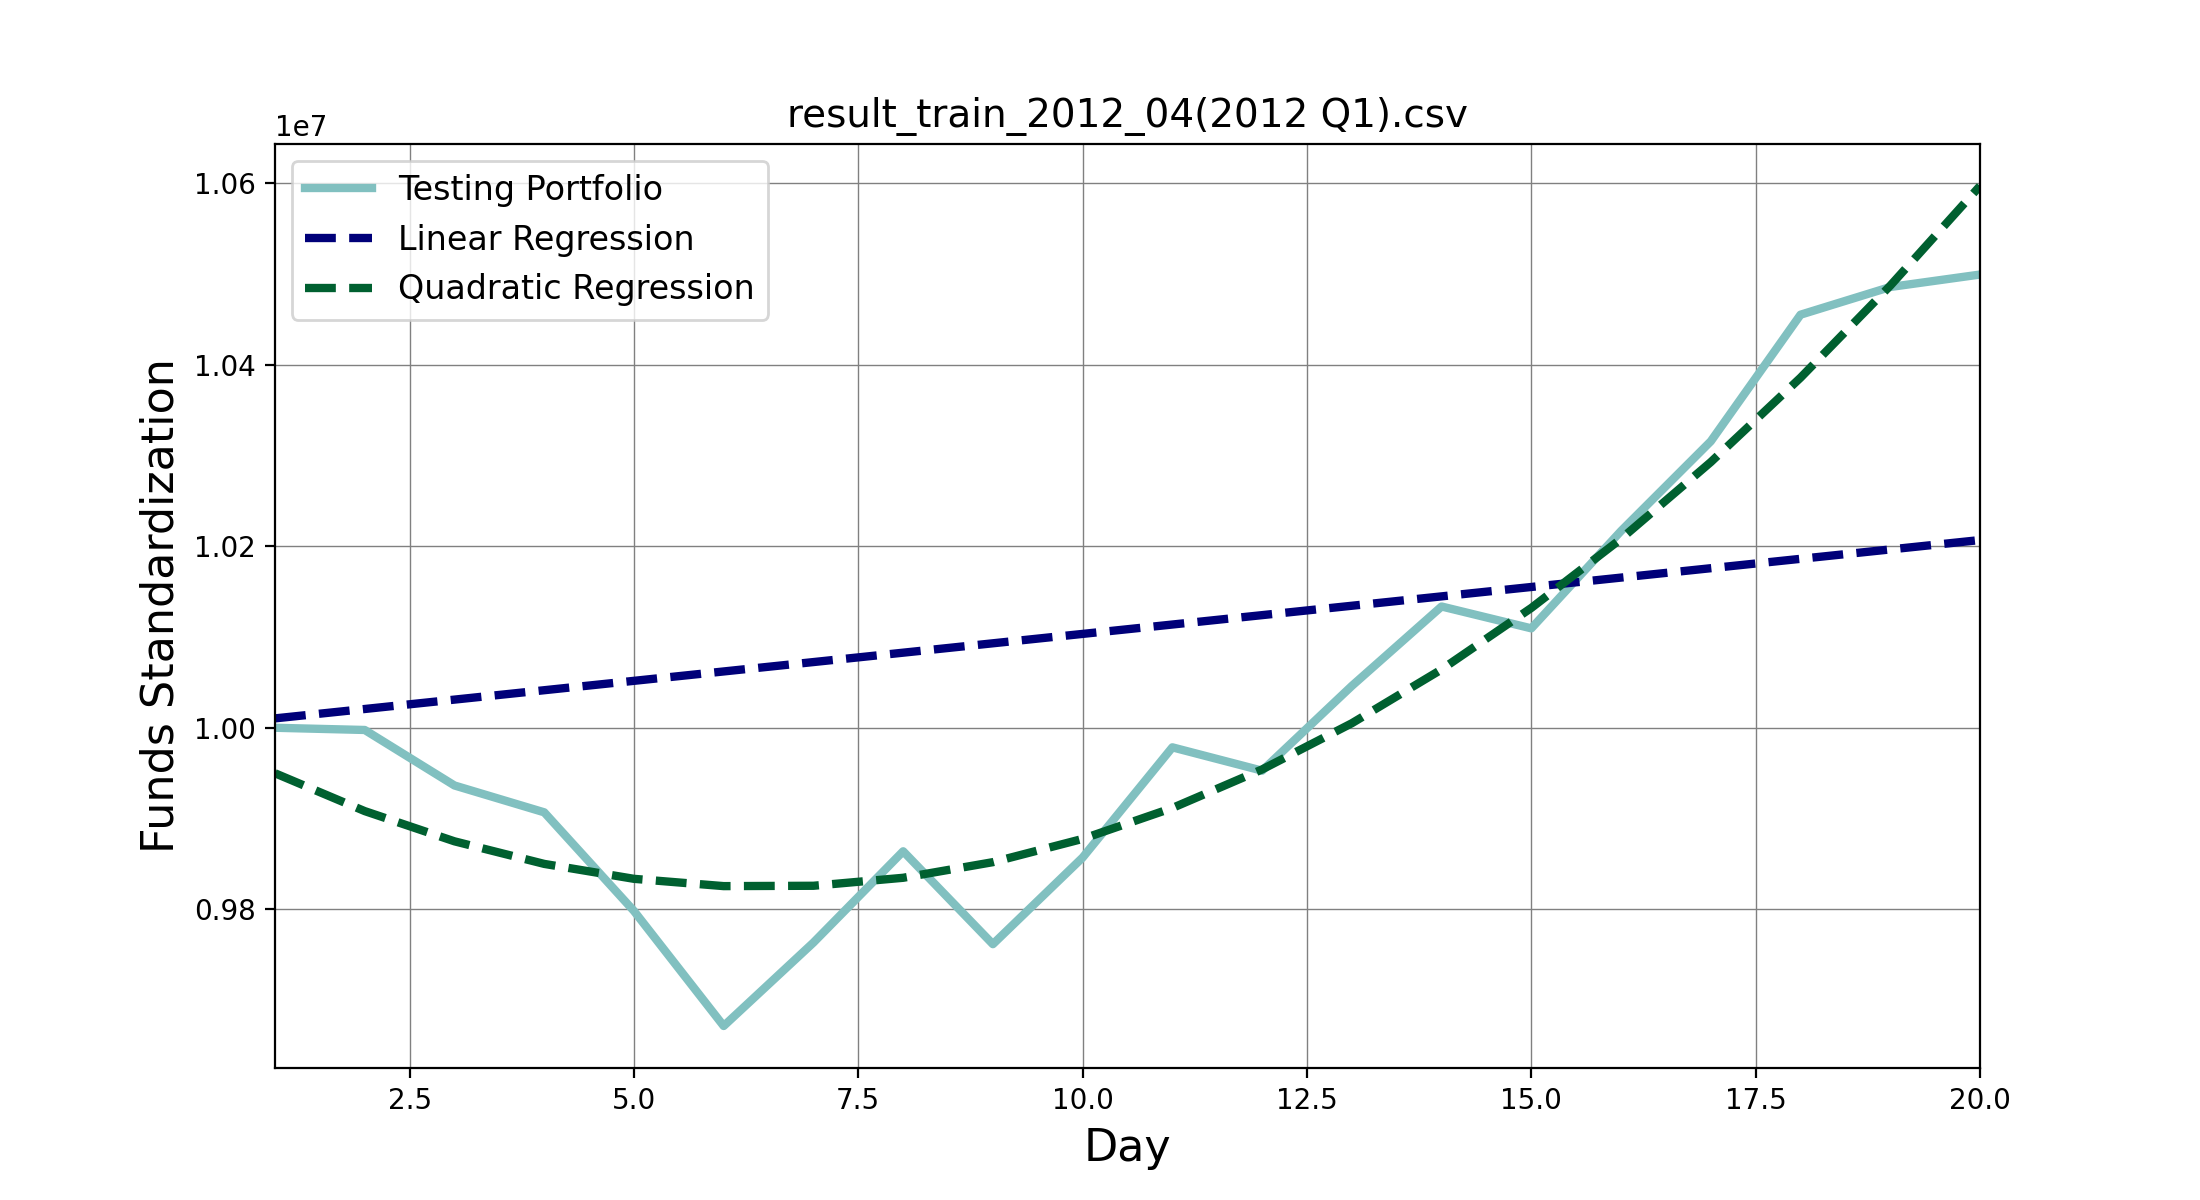 result_train_2012_04(2012 Q1).csv
1e7
Testing Portfolio
Linear Regression
Quadratic Regression
1.06
1.04
1.02
1.00
0.98
Funds Standardization
2.5 5.0 7.5 10.0 12.5 15.0 17.5 20.0
Day